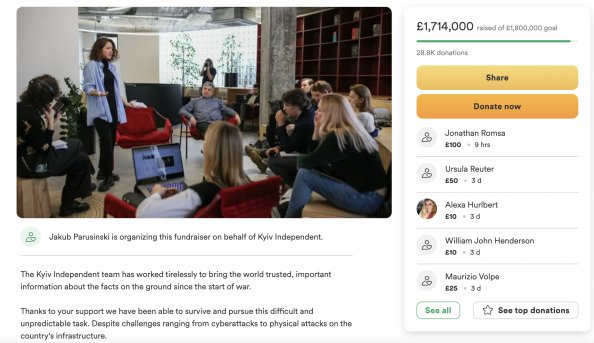 £1,714,000 raised of £1,800,000 goal
28.8K donations
Share
Donate now
Jonathan Romsa
£100 • 9 hrs
Ursula Reuter
£50 • 3 d
Alexa Hurlbert
£10 • 3 d
William John Henderson
£10 • 3 d
Maurizio Volpe
£25 • 3 d
See all
See top donations
Jakub Parusinski is organizing this fundraiser on behalf of Kyiv Independent.
The Kyiv Independent team has worked tirelessly to bring the world trusted, important
information about the facts on the ground since the start of war.
Thanks to your support we have been able to survive and pursue this difficult and
unpredictable task. Despite challenges ranging from cyberattacks to physical attacks on the
country's infrastructure.